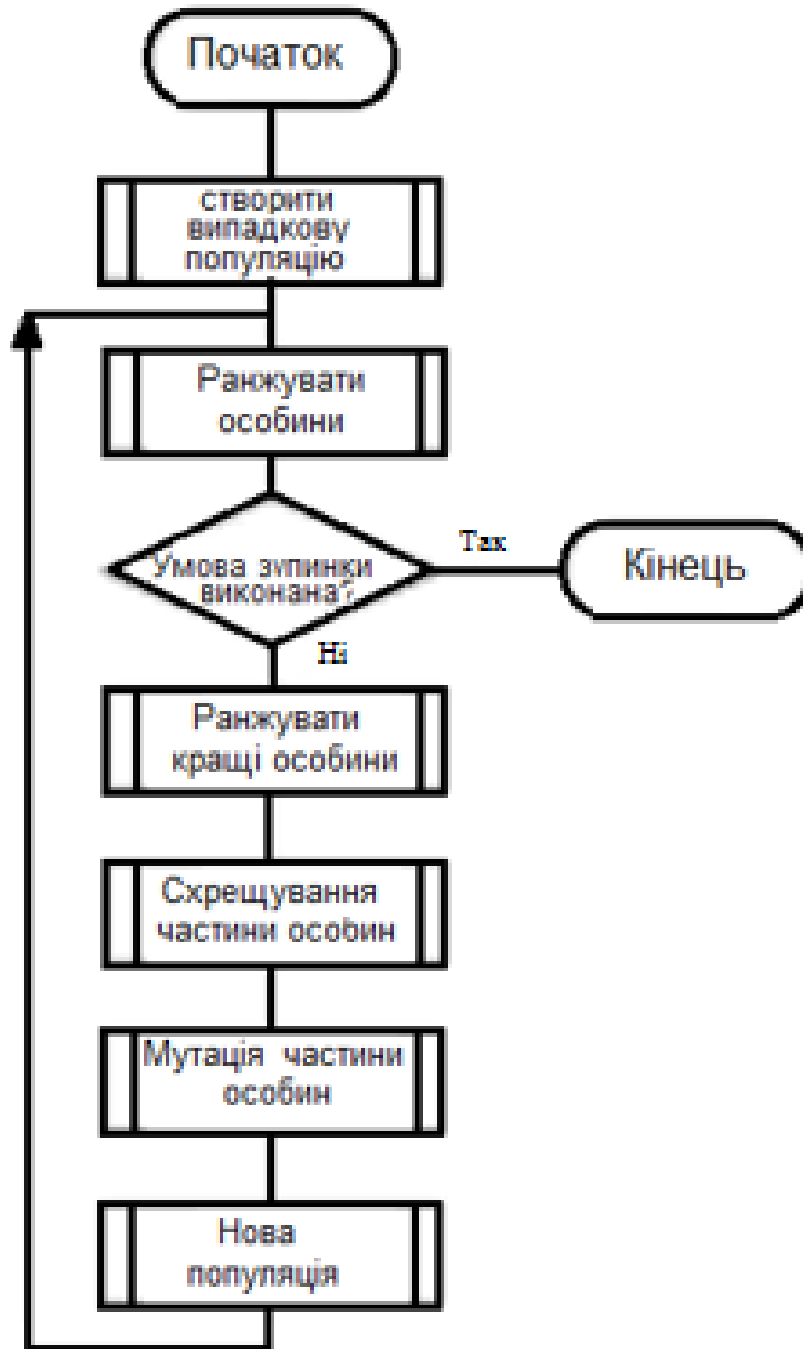 Початок
створити
випадкову
популяцію
Ранжувати
особини
Умова зупинки
виконана?
Так
Кінець
Ні
Ранжувати
кращі особини
Схрещування
частини особин
Мутація частини
особин
Нова
популяція